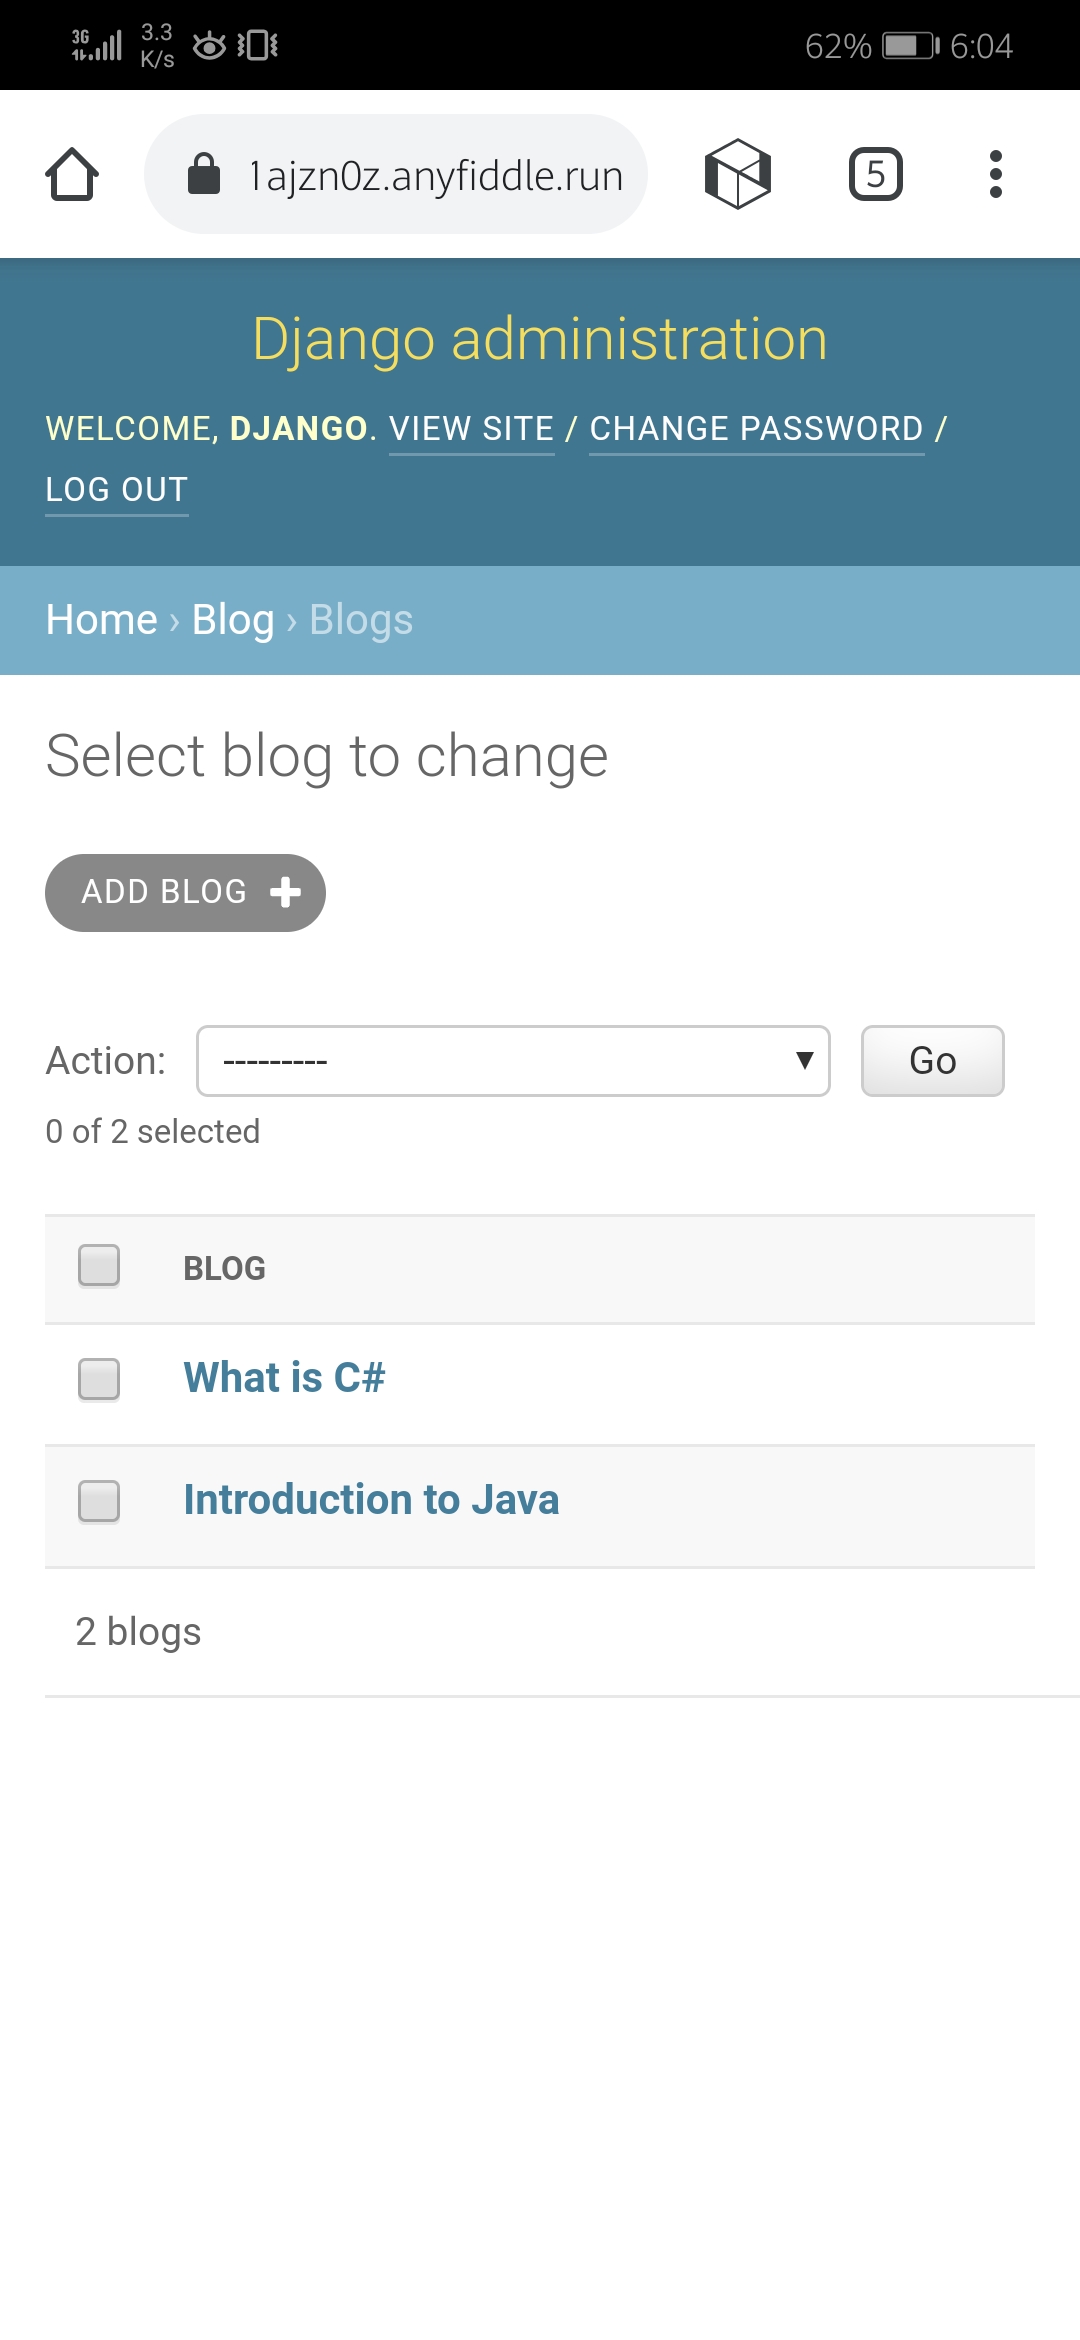 3G 3.3 K/s 62% 6:04
1ajzn0z.anyfiddle.run 5
Django administration
WELCOME, DJANGO. VIEW SITE / CHANGE PASSWORD /
LOG OUT
Home › Blog › Blogs
Select blog to change
ADD BLOG +
Action: --------- Go
0 of 2 selected
BLOG
What is C#
Introduction to Java
2 blogs